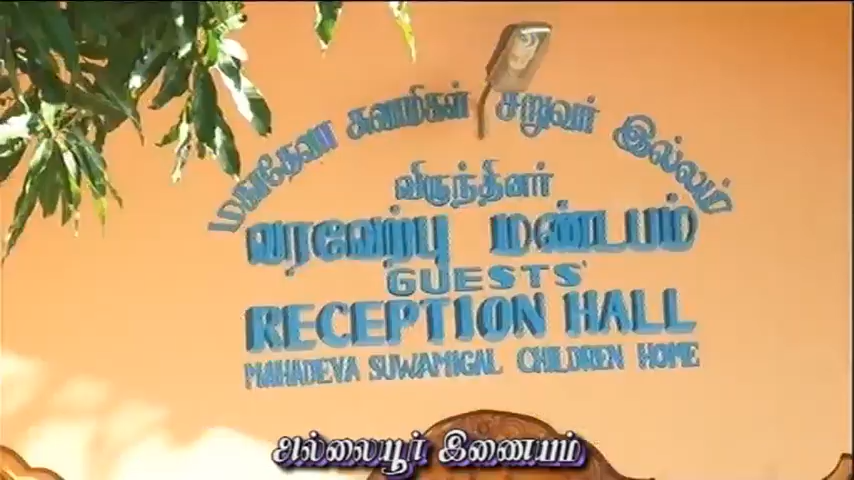 மகாதேவா சுவாமிகள் சிறுவர் இல்லம்
விருந்தினர்
வரவேற்பு மண்டபம்
GUESTS'
RECEPTION HALL
MAHADEVA SUWAMIGAL CHILDREN HOME
அல்லையூர் இணையம்